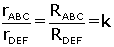 r_ABC / r_DEF = R_ABC / R_DEF = k